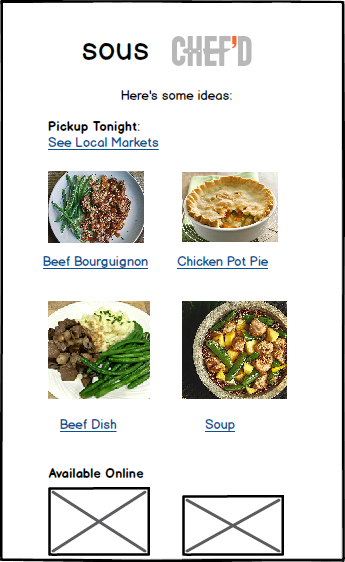 sous CHEF'D
Here's some ideas:
Pickup Tonight:
See Local Markets
Beef Bourguignon
Chicken Pot Pie
Beef Dish
Soup
Available Online